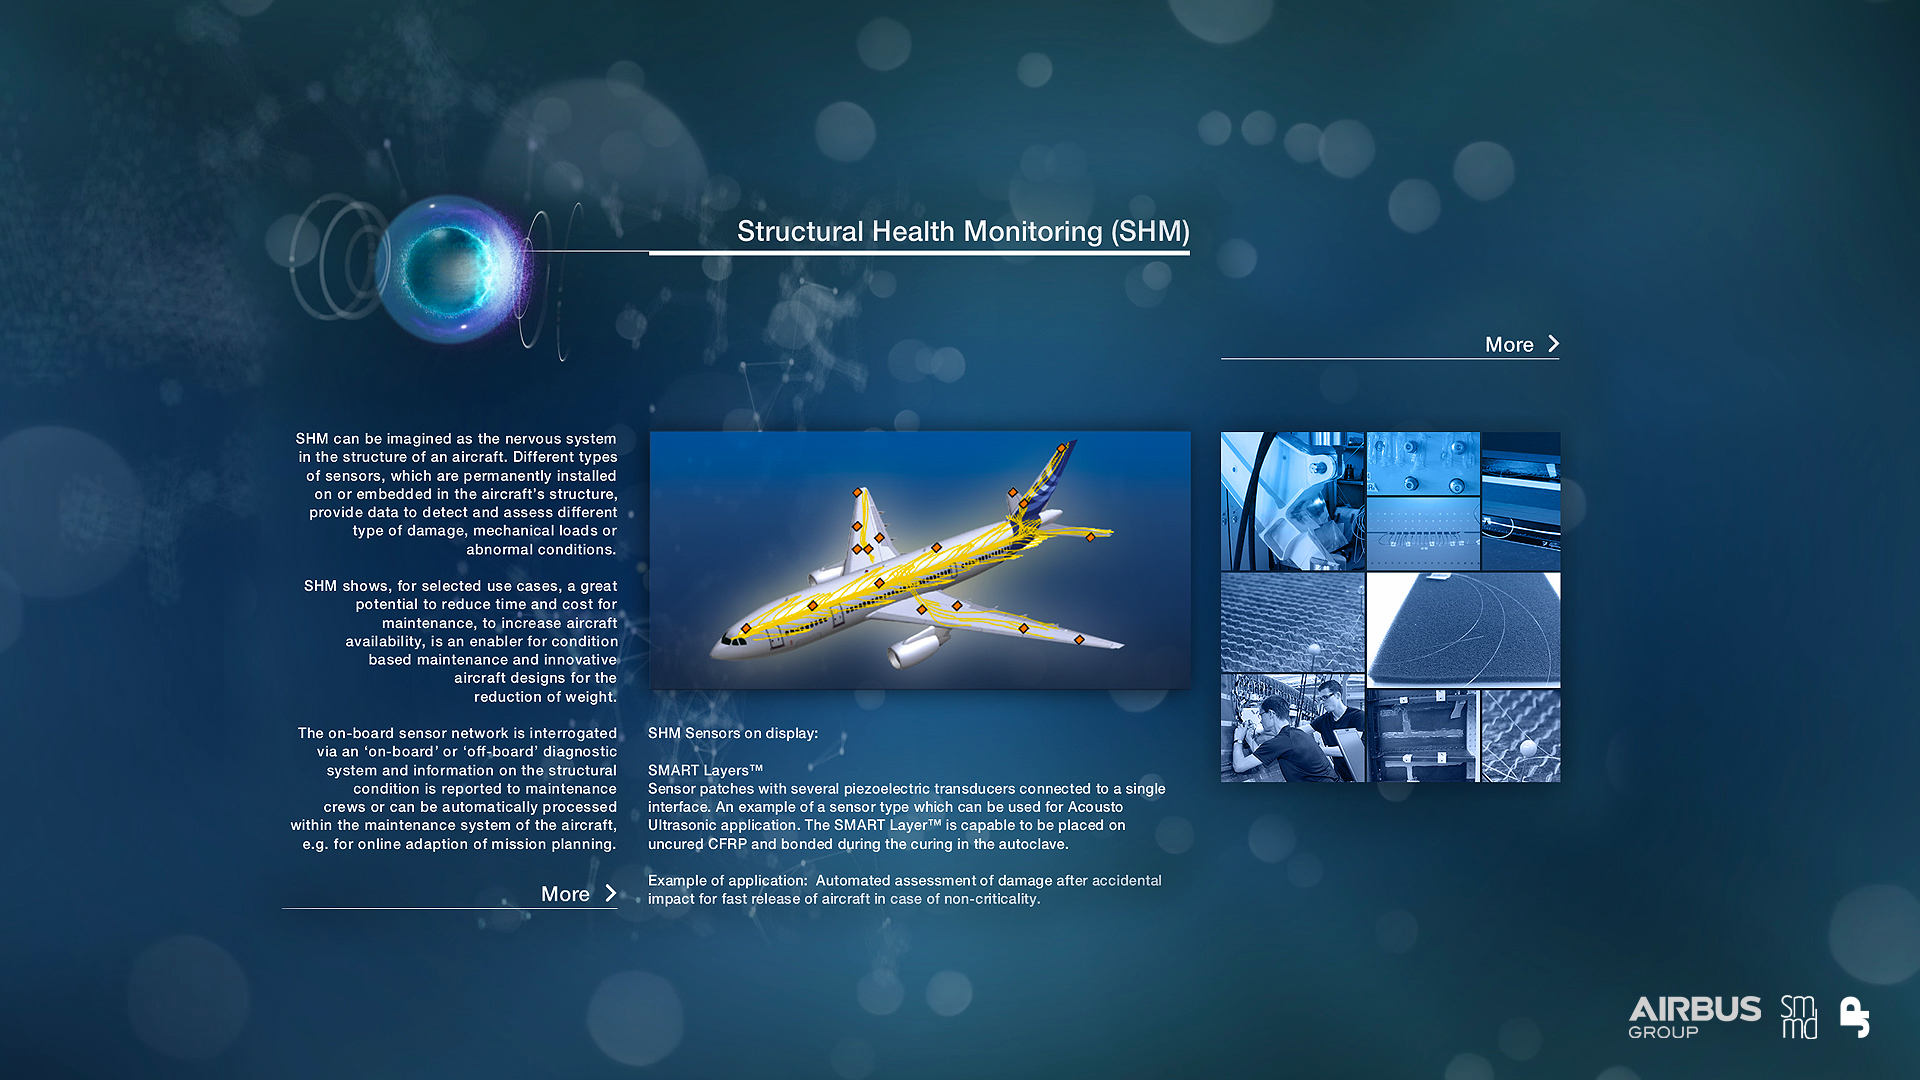 Structural Health Monitoring (SHM)
More
SHM can be imagined as the nervous system
in the structure of an aircraft. Different types
of sensors, which are permanently installed
on or embedded in the aircraft's structure,
provide data to detect and assess different
type of damage, mechanical loads or
abnormal conditions.
SHM shows, for selected use cases, a great
potential to reduce time and cost for
maintenance, to increase aircraft
availability, is an enabler for condition
based maintenance and innovative
aircraft designs for the
reduction of weight.
The on-board sensor network is interrogated
via an ‘on-board’ or ‘off-board’ diagnostic
system and information on the structural
condition is reported to maintenance
crews or can be automatically processed
within the maintenance system of the aircraft,
e.g. for online adaption of mission planning.
More
SHM Sensors on display:
SMART Layers™
Sensor patches with several piezoelectric transducers connected to a single
interface. An example of a sensor type which can be used for Acousto
Ultrasonic application. The SMART Layer™ is capable to be placed on
uncured CFRP and bonded during the curing in the autoclave.
Example of application:  Automated assessment of damage after accidental
impact for fast release of aircraft in case of non-criticality.
AIRBUS
GROUP
sm
md